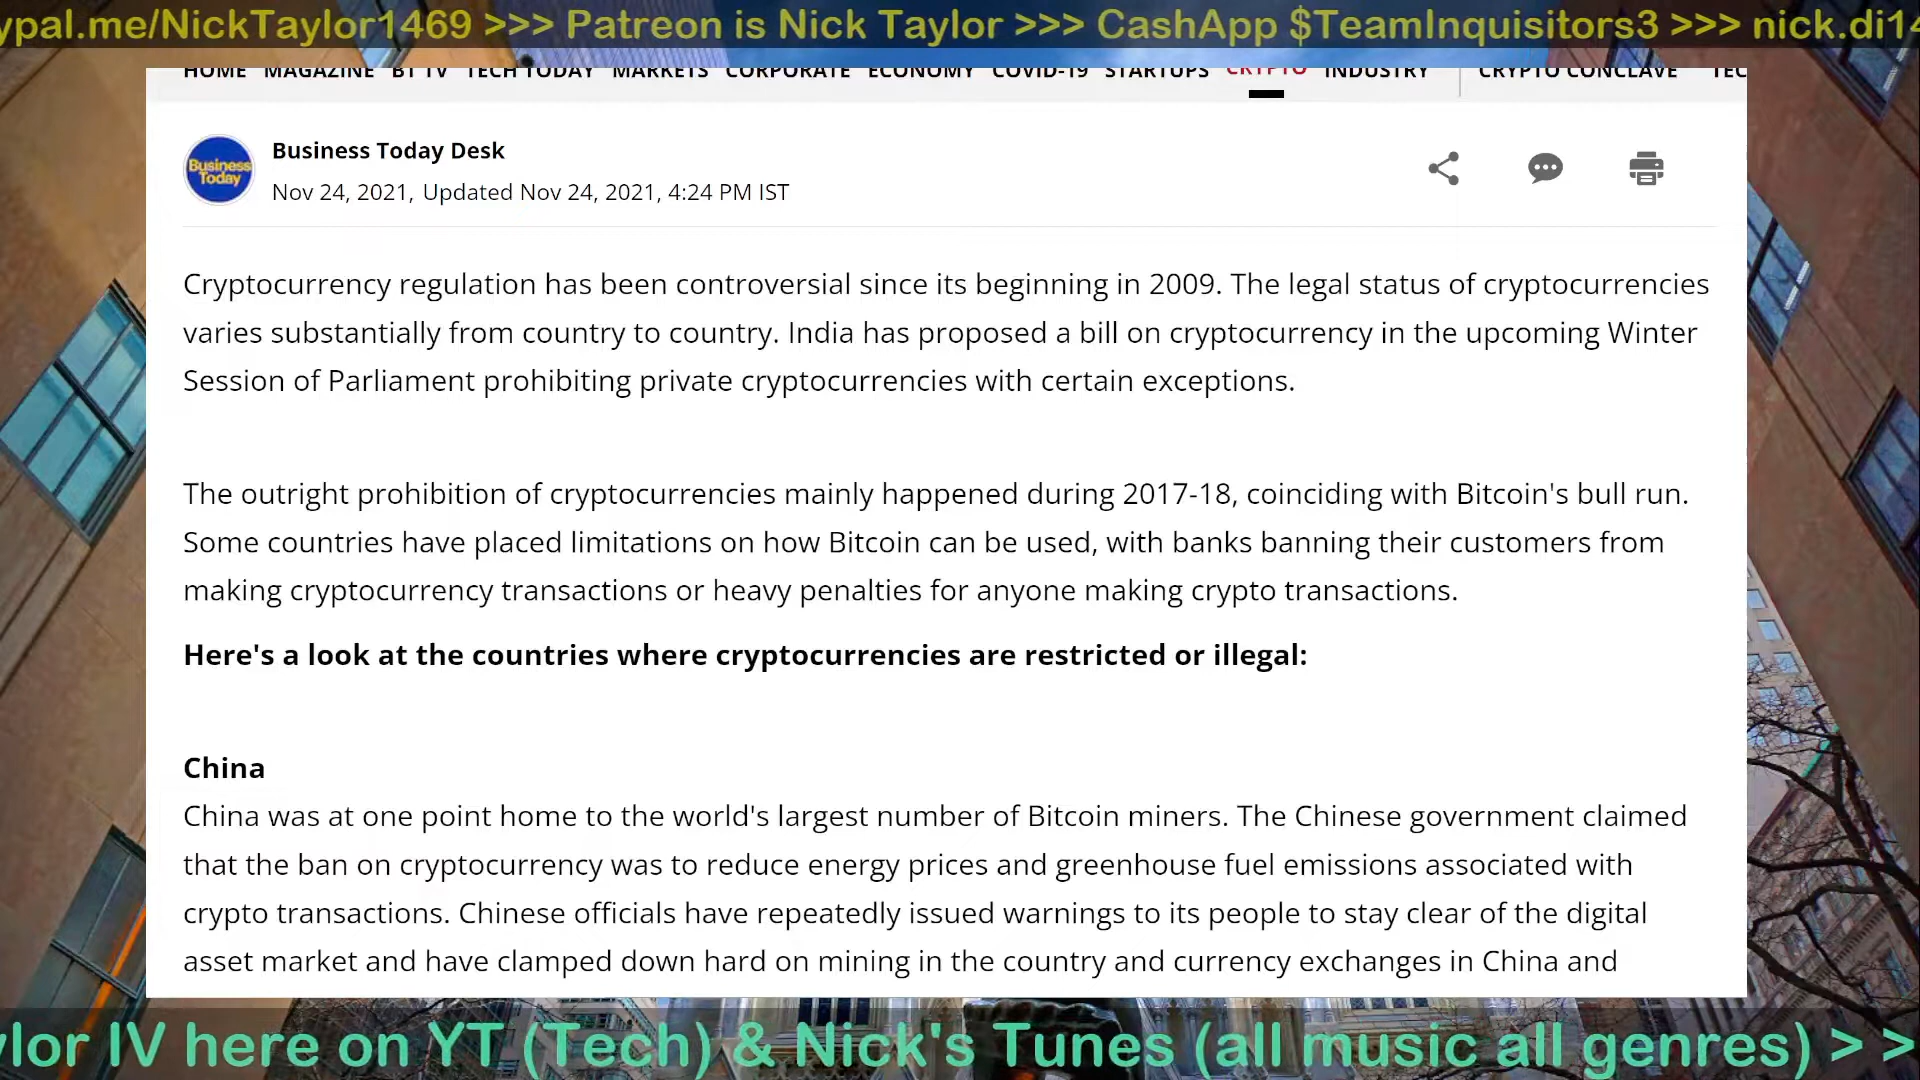 ypal.me/NickTaylor1469 >>> Patreon is Nick Taylor >>> CashApp $TeamInquisitors3 >>> nick.di14
HOME MAGAZINE BT TV TECH TODAY MARKETS CORPORATE ECONOMY COVID-19 STARTUPS CRYPTO INDUSTRY CRYPTO CONCLAVE TEC
Business Today
Business Today Desk
Nov 24, 2021, Updated Nov 24, 2021, 4:24 PM IST
Cryptocurrency regulation has been controversial since its beginning in 2009. The legal status of cryptocurrencies
varies substantially from country to country. India has proposed a bill on cryptocurrency in the upcoming Winter
Session of Parliament prohibiting private cryptocurrencies with certain exceptions.
The outright prohibition of cryptocurrencies mainly happened during 2017-18, coinciding with Bitcoin's bull run.
Some countries have placed limitations on how Bitcoin can be used, with banks banning their customers from
making cryptocurrency transactions or heavy penalties for anyone making crypto transactions.
Here's a look at the countries where cryptocurrencies are restricted or illegal:
China
China was at one point home to the world's largest number of Bitcoin miners. The Chinese government claimed
that the ban on cryptocurrency was to reduce energy prices and greenhouse fuel emissions associated with
crypto transactions. Chinese officials have repeatedly issued warnings to its people to stay clear of the digital
asset market and have clamped down hard on mining in the country and currency exchanges in China and
ylor IV here on YT (Tech) & Nick's Tunes (all music all genres) > >